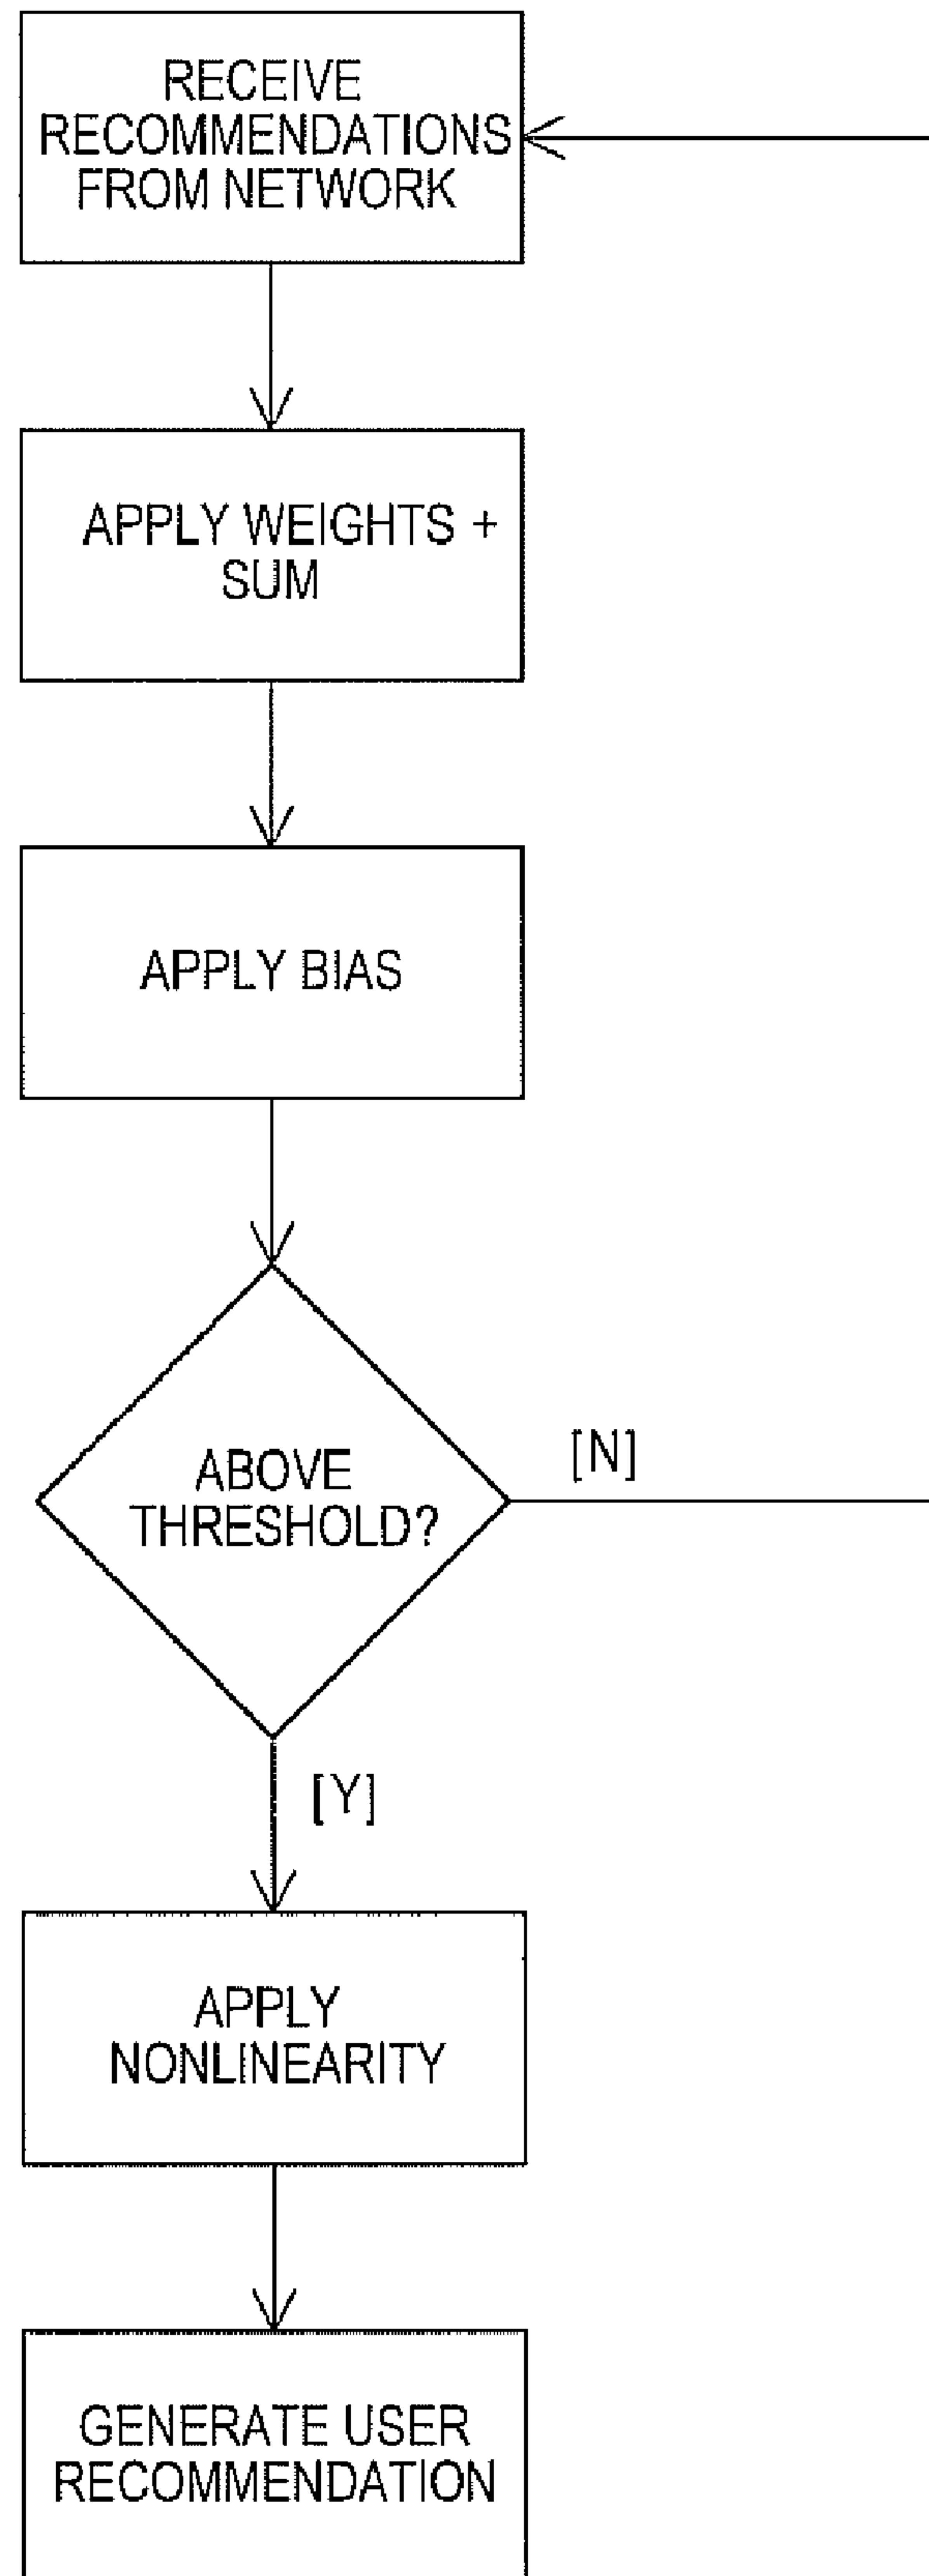 RECEIVE
RECOMMENDATIONS
FROM NETWORK
APPLY WEIGHTS +
SUM
APPLY BIAS
ABOVE
THRESHOLD?
[N]
[Y]
APPLY
NONLINEARITY
GENERATE USER
RECOMMENDATION